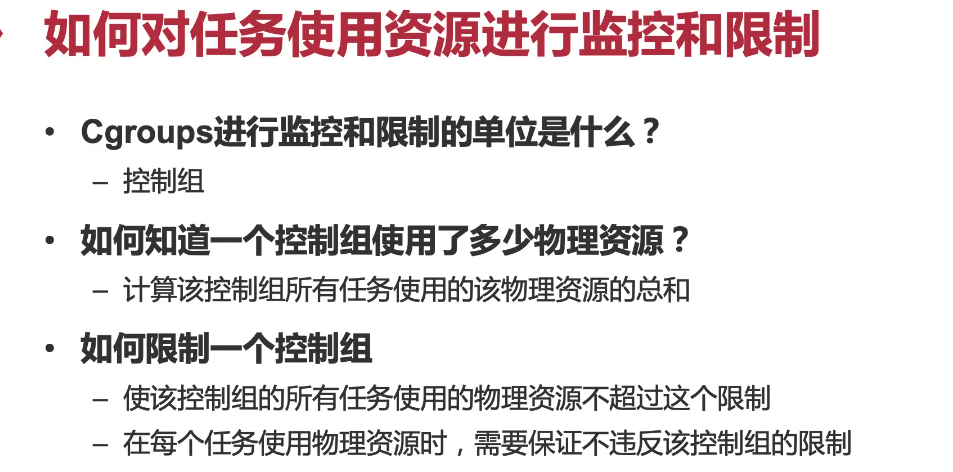 如何对任务使用资源进行监控和限制
• Cgroups进行监控和限制的单位是什么？
– 控制组
• 如何知道一个控制组使用了多少物理资源？
– 计算该控制组所有任务使用的该物理资源的总和
• 如何限制一个控制组
– 使该控制组的所有任务使用的物理资源不超过这个限制
– 在每个任务使用物理资源时，需要保证不违反该控制组的限制